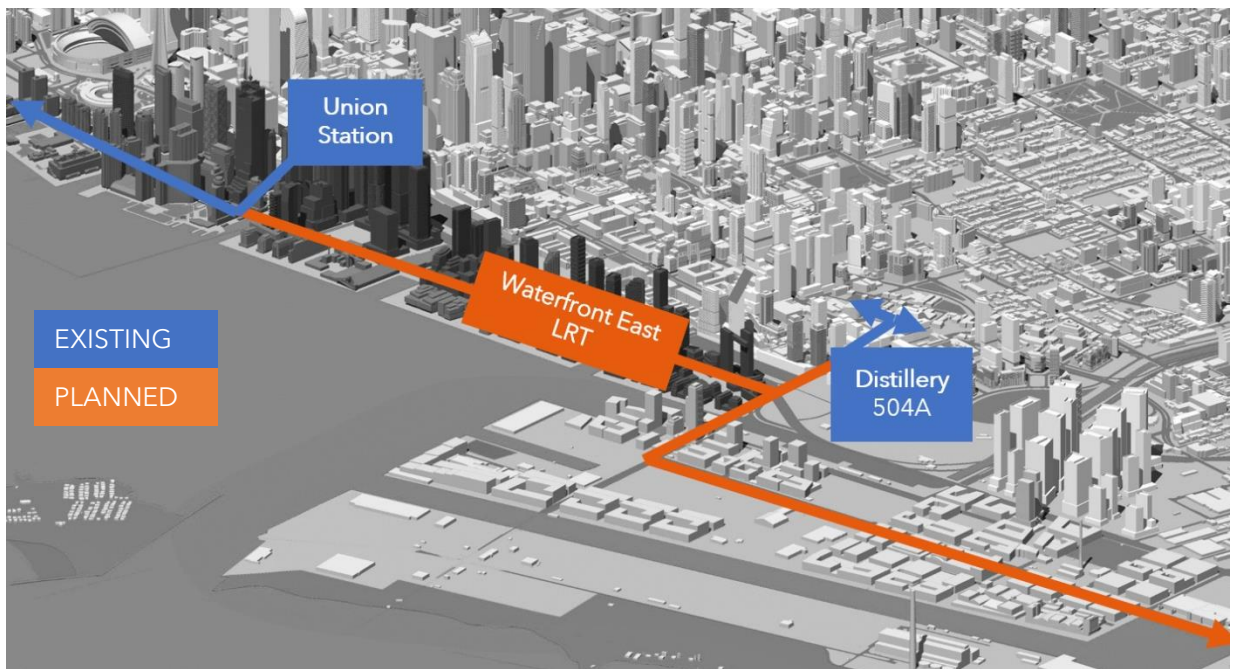 Union
Station
Waterfront East
LRT
EXISTING
PLANNED
Distillery
504A